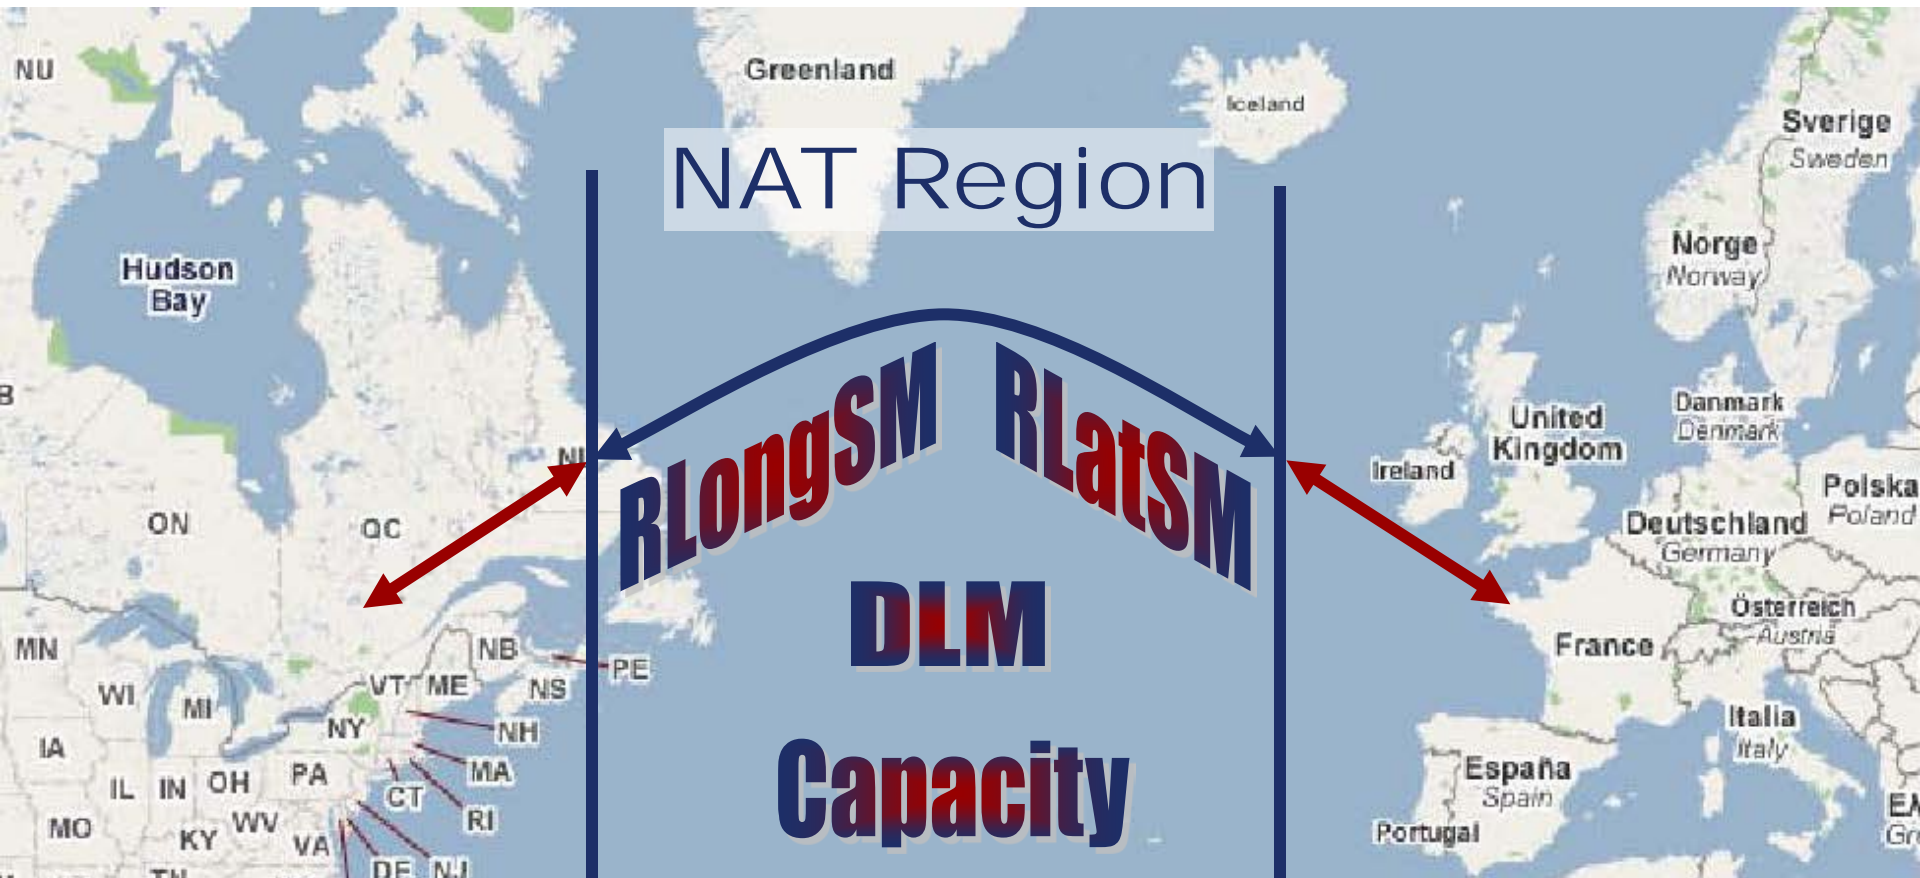 NU
Greenland
Iceland
Sverige
Sweden
NAT Region
Norge
Norway
Hudson
Bay
RLongSM
RLatSM
Danmark
Denmark
United
Kingdom
Ireland
Polska
Poland
Deutschland
Germany
ON
QC
DLM
Österreich
Austria
France
MN
NB
PE
WI
MI
VT
ME
NS
NY
NH
Italia
Italy
IA
IL
IN
OH
PA
MA
CT
España
Spain
Capacity
MO
KY
WV
VA
RI
Portugal
DE
NJ